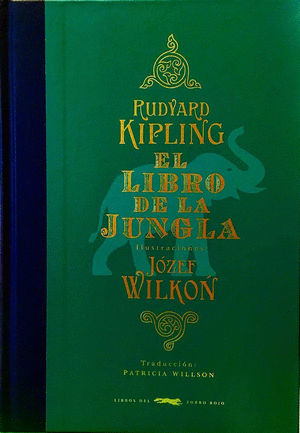 RUDYARD
KIPLING
EL
LIBRO
DE LA
JUNGLA
Ilustraciones:
JÓZEF
WILKOŃ
Traducción:
PATRICIA WILLSON
LIBROS DEL ZORRO ROJO